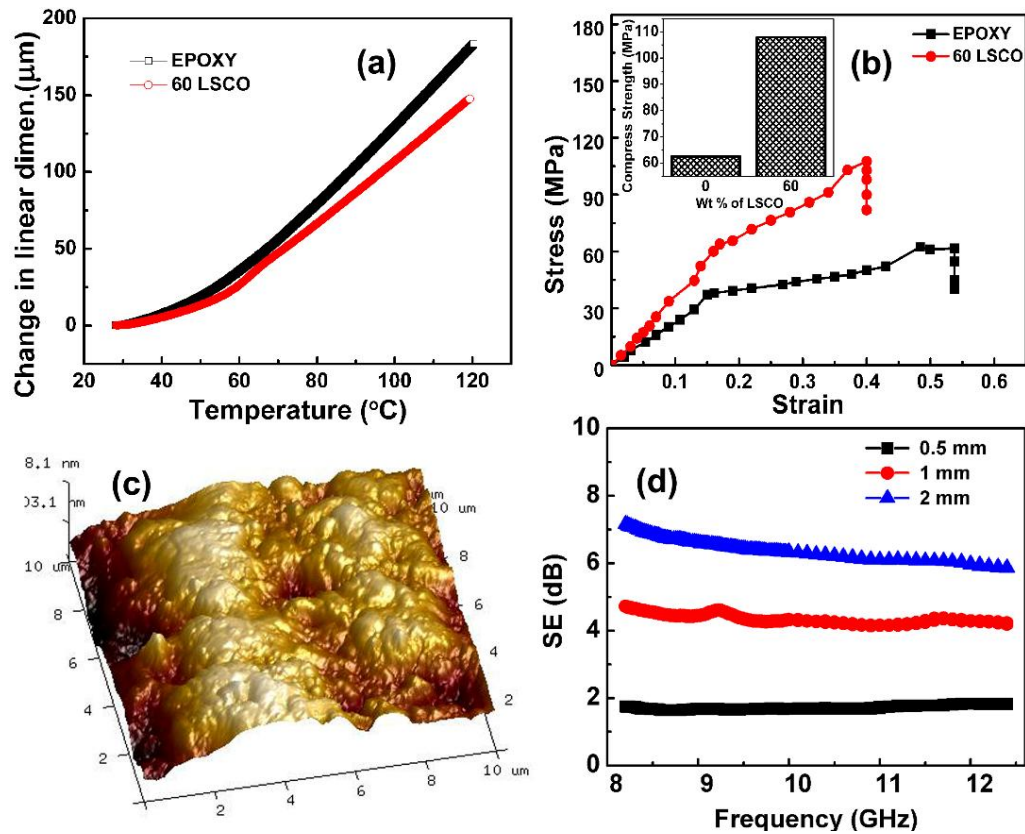 (a)
EPOXY
60 LSCO
Change in linear dimen.(μm)
200
150
100
50
0
20 40 60 80 100 120
Temperature (°C)
(b)
EPOXY
60 LSCO
Stress (MPa)
180
150
120
90
60
30
0
0.1 0.2 0.3 0.4 0.5 0.6
Strain
Compress Strength (MPa)
110
100
90
80
70
60
0 60
Wt % of LSCO
(c)
8.1 nm
3.1 nm
10 um
8
6
4
2
2 4 6 8 10 um
10 um
8
6
4
2
(d)
0.5 mm
1 mm
2 mm
SE (dB)
10
8
6
4
2
0
8 9 10 11 12
Frequency (GHz)